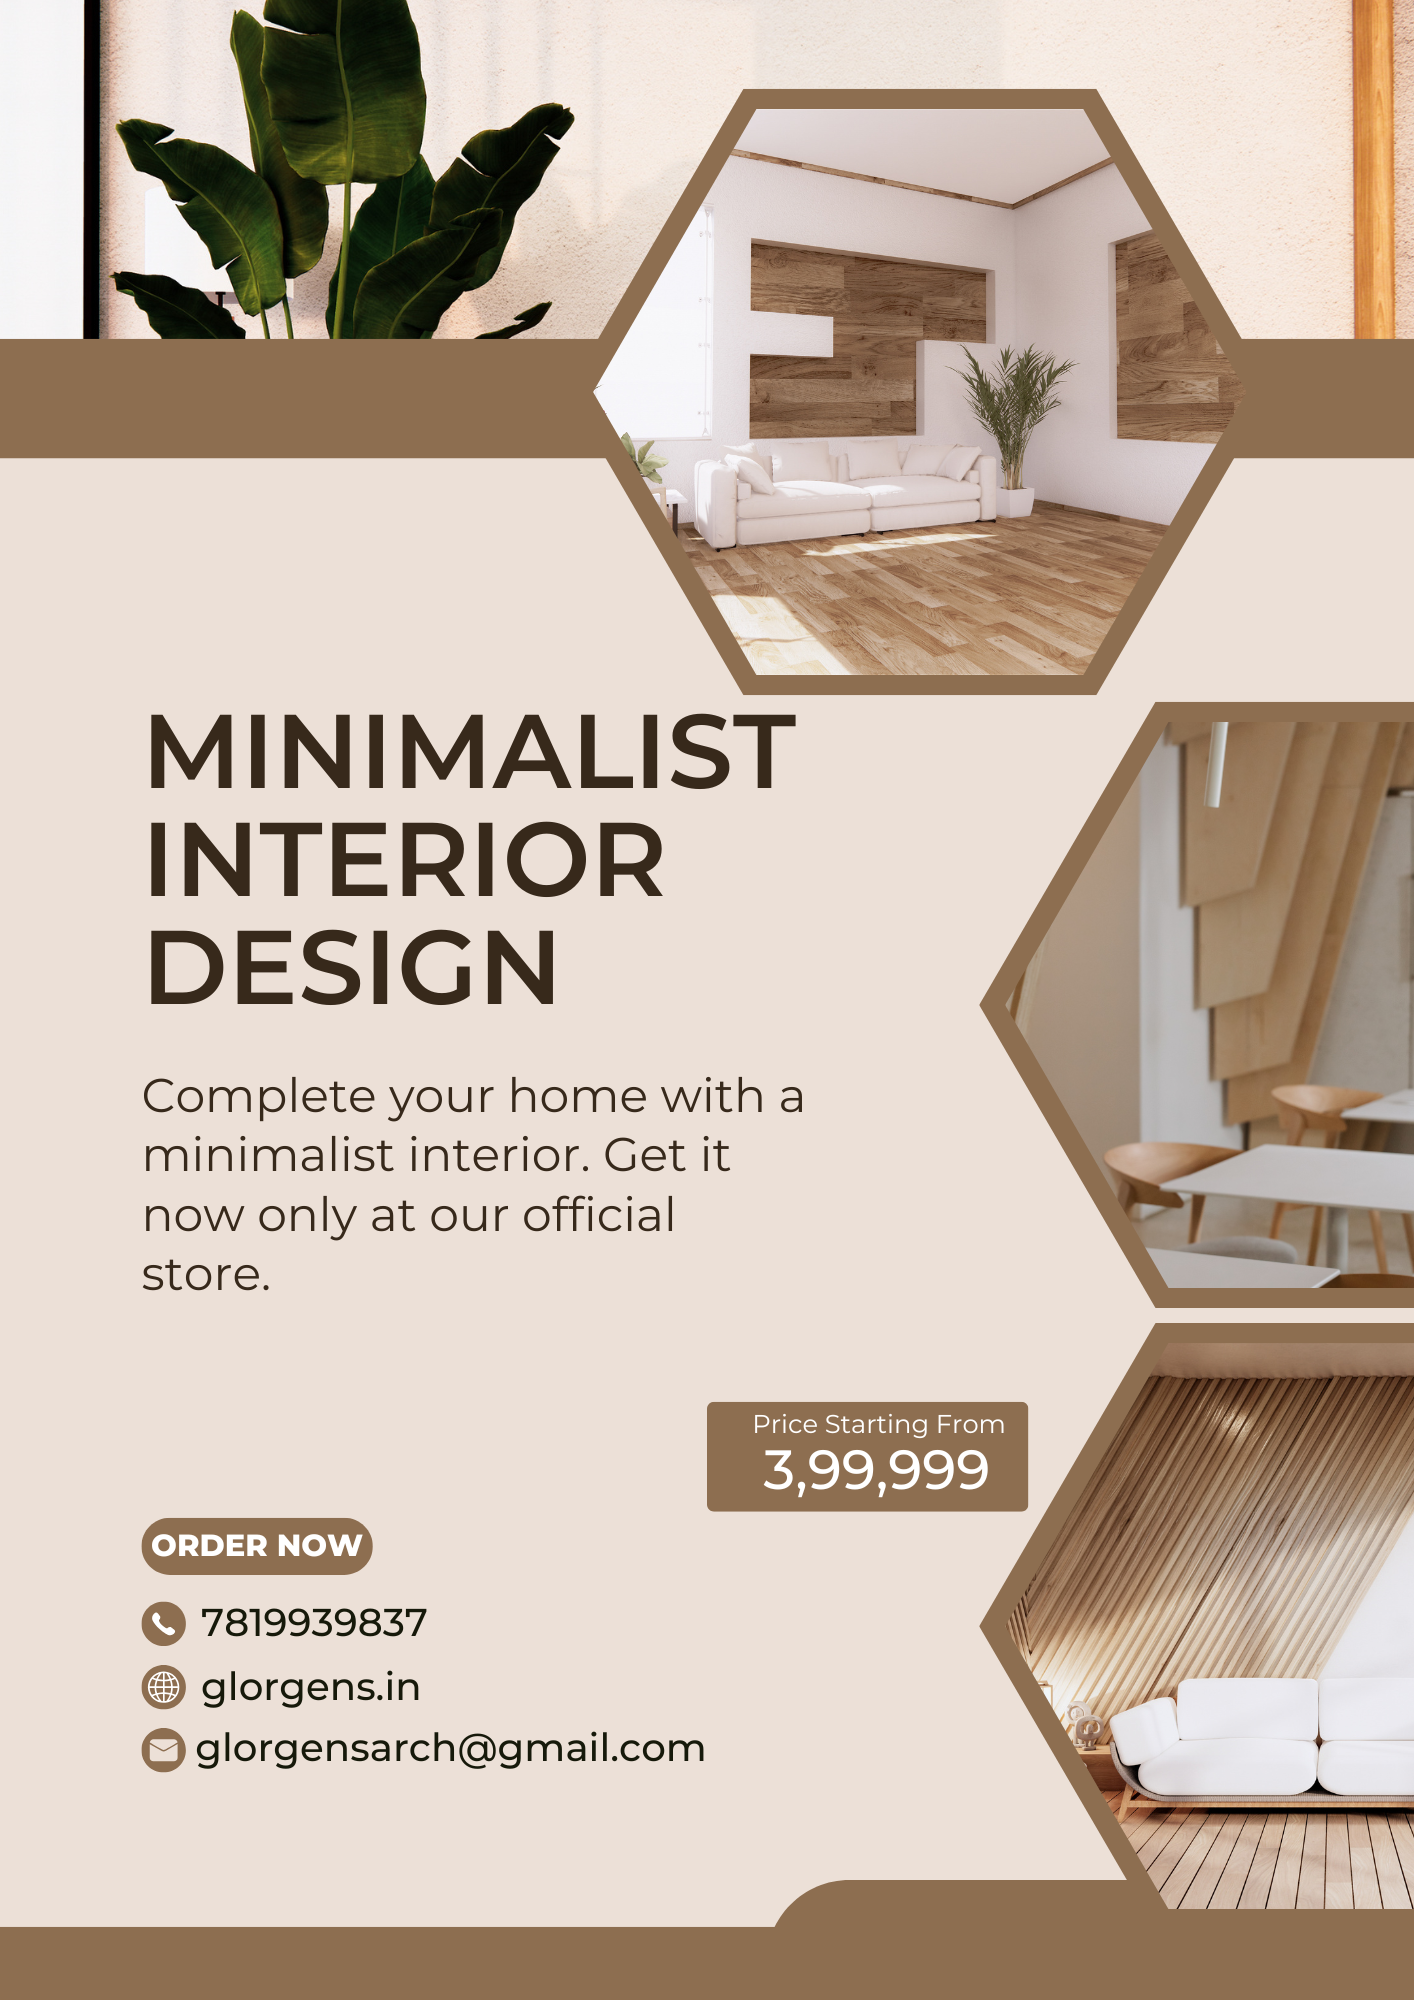 MINIMALIST
INTERIOR
DESIGN
Complete your home with a
minimalist interior. Get it
now only at our official
store.
Price Starting From
3,99,999
ORDER NOW
7819939837
glorgens.in
glorgensarch@gmail.com